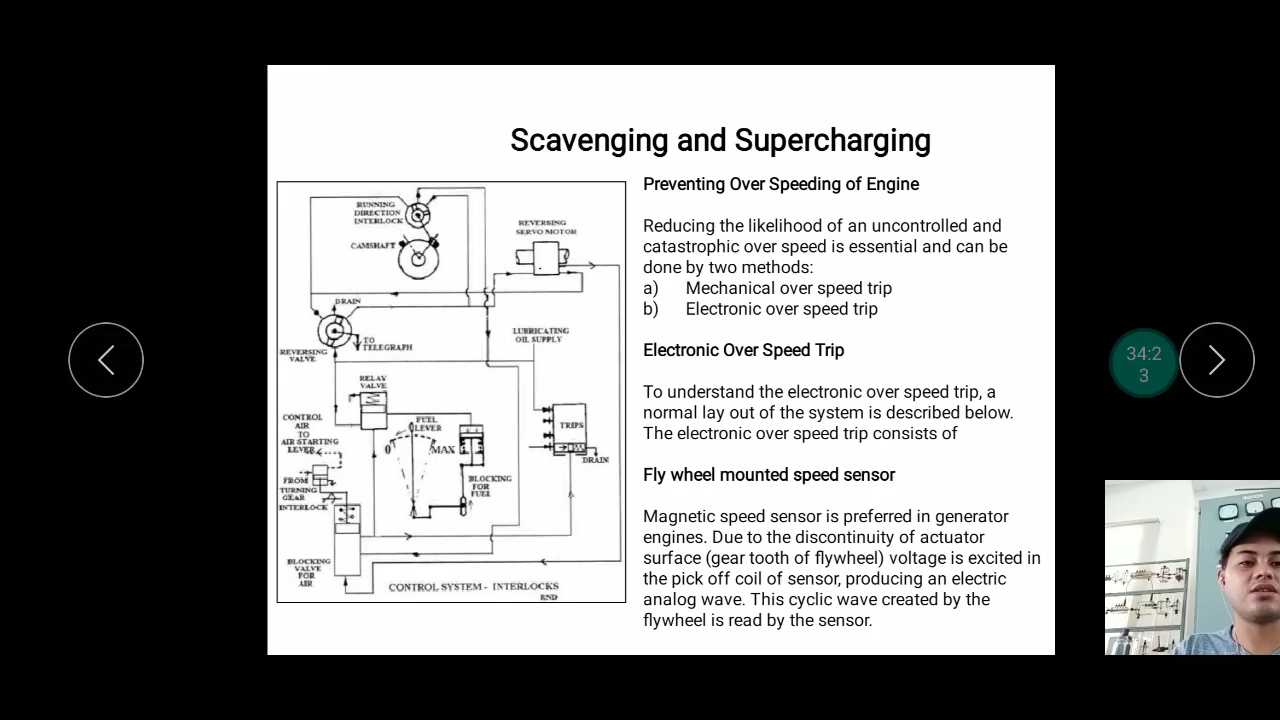 Scavenging and Supercharging
RUNNING
DIRECTION
INTERLOCK
CAMSHAFT
REVERSING
SERVO MOTOR
DRAIN
TO
TELEGRAPH
REVERSING
VALVE
LUBRICATING
OIL SUPPLY
RELAY
VALVE
CONTROL
AIR
TO
AIR STARTING
LEVER
FUEL
LEVER
0
MAX
TRIPS
DRAIN
FROM
TURNING
GEAR
INTERLOCK
BLOCKING
FOR
FUEL
BLOCKING
VALVE
FOR
AIR
CONTROL SYSTEM - INTERLOCKS
RND
Preventing Over Speeding of Engine
Reducing the likelihood of an uncontrolled and
catastrophic over speed is essential and can be
done by two methods:
a) Mechanical over speed trip
b) Electronic over speed trip
Electronic Over Speed Trip
To understand the electronic over speed trip, a
normal lay out of the system is described below.
The electronic over speed trip consists of
Fly wheel mounted speed sensor
Magnetic speed sensor is preferred in generator
engines. Due to the discontinuity of actuator
surface (gear tooth of flywheel) voltage is excited in
the pick off coil of sensor, producing an electric
analog wave. This cyclic wave created by the
flywheel is read by the sensor.
34:2
3